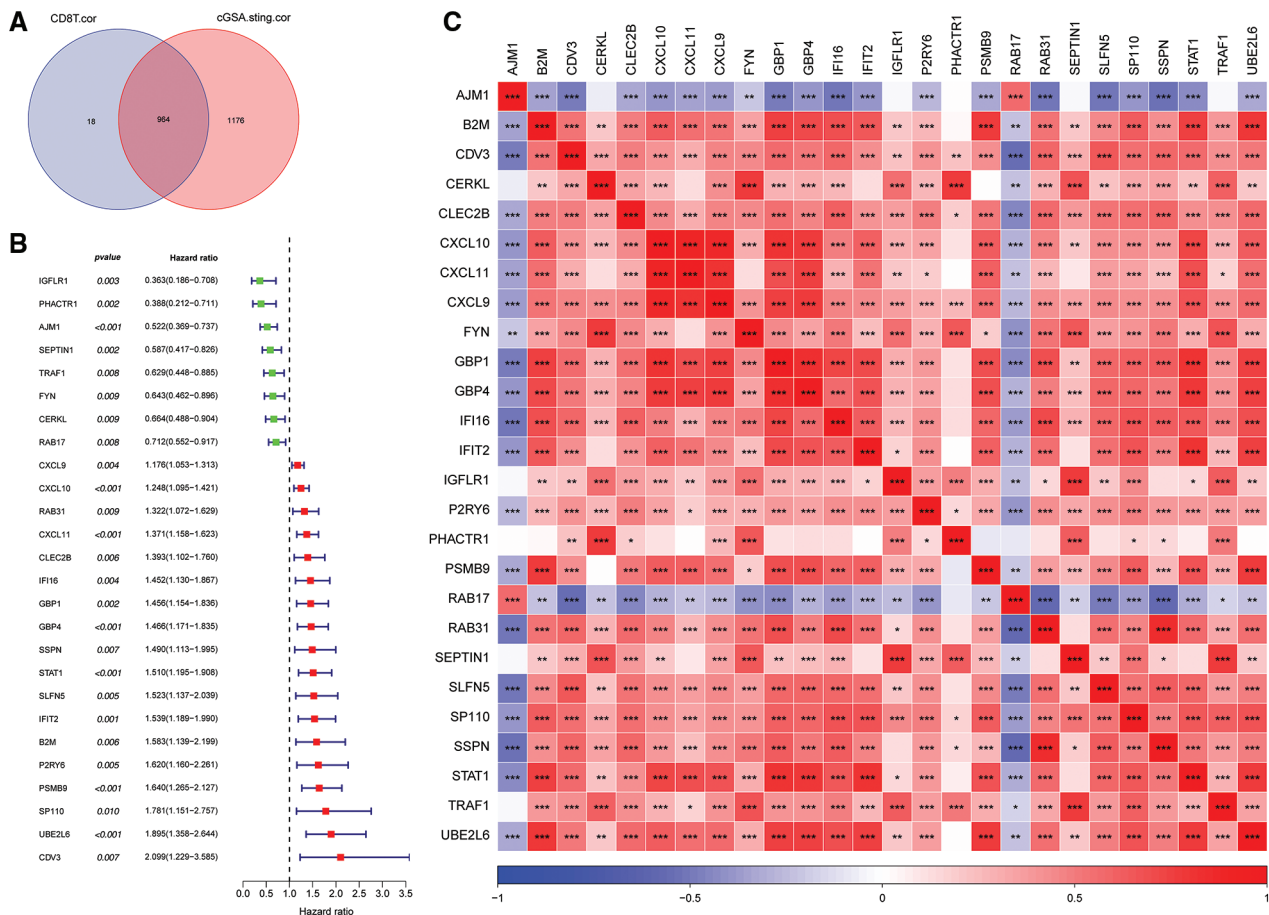 A
CD8T.cor
cGSA.sting.cor
18
964
1176
B
pvalue Hazard ratio
IGFLR1 0.003 0.363(0.186−0.708)
PHACTR1 0.002 0.388(0.212−0.711)
AJM1 <0.001 0.522(0.369−0.737)
SEPTIN1 0.002 0.587(0.417−0.826)
TRAF1 0.008 0.629(0.448−0.885)
FYN 0.009 0.643(0.462−0.896)
CERKL 0.009 0.664(0.488−0.904)
RAB17 0.008 0.712(0.552−0.917)
CXCL9 0.004 1.176(1.053−1.313)
CXCL10 <0.001 1.248(1.095−1.421)
RAB31 0.009 1.322(1.072−1.629)
CXCL11 <0.001 1.371(1.158−1.623)
CLEC2B 0.006 1.393(1.102−1.760)
IFI16 0.004 1.452(1.130−1.867)
GBP1 0.002 1.456(1.154−1.836)
GBP4 <0.001 1.466(1.171−1.835)
SSPN 0.007 1.490(1.113−1.995)
STAT1 <0.001 1.510(1.195−1.908)
SLFN5 0.005 1.523(1.137−2.039)
IFIT2 0.001 1.539(1.189−1.990)
B2M 0.006 1.583(1.139−2.199)
P2RY6 0.005 1.620(1.160−2.261)
PSMB9 <0.001 1.640(1.265−2.127)
SP110 0.010 1.781(1.151−2.757)
UBE2L6 <0.001 1.895(1.358−2.644)
CDV3 0.007 2.099(1.229−3.585)
0.0 0.5 1.0 1.5 2.0 2.5 3.0 3.5
Hazard ratio
C
AJM1 B2M CDV3 CERKL CLEC2B CXCL10 CXCL11 CXCL9 FYN GBP1 GBP4 IFI16 IFIT2 IGFLR1 P2RY6 PHACTR1 PSMB9 RAB17 RAB31 SEPTIN1 SLFN5 SP110 SSPN STAT1 TRAF1 UBE2L6
AJM1
B2M
CDV3
CERKL
CLEC2B
CXCL10
CXCL11
CXCL9
FYN
GBP1
GBP4
IFI16
IFIT2
IGFLR1
P2RY6
PHACTR1
PSMB9
RAB17
RAB31
SEPTIN1
SLFN5
SP110
SSPN
STAT1
TRAF1
UBE2L6
−1 −0.5 0 0.5 1